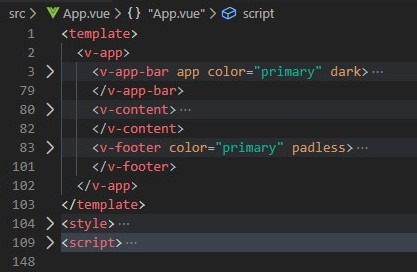 src > App.vue > {} "App.vue" > script
1 <template>
2 <v-app>
3 > <v-app-bar app color="primary" dark>···
79 </v-app-bar>
80 > <v-content>···
82 </v-content>
83 > <v-footer color="primary" padless>···
101 </v-footer>
102 </v-app>
103 </template>
104 > <style>···
109 > <script>···
148